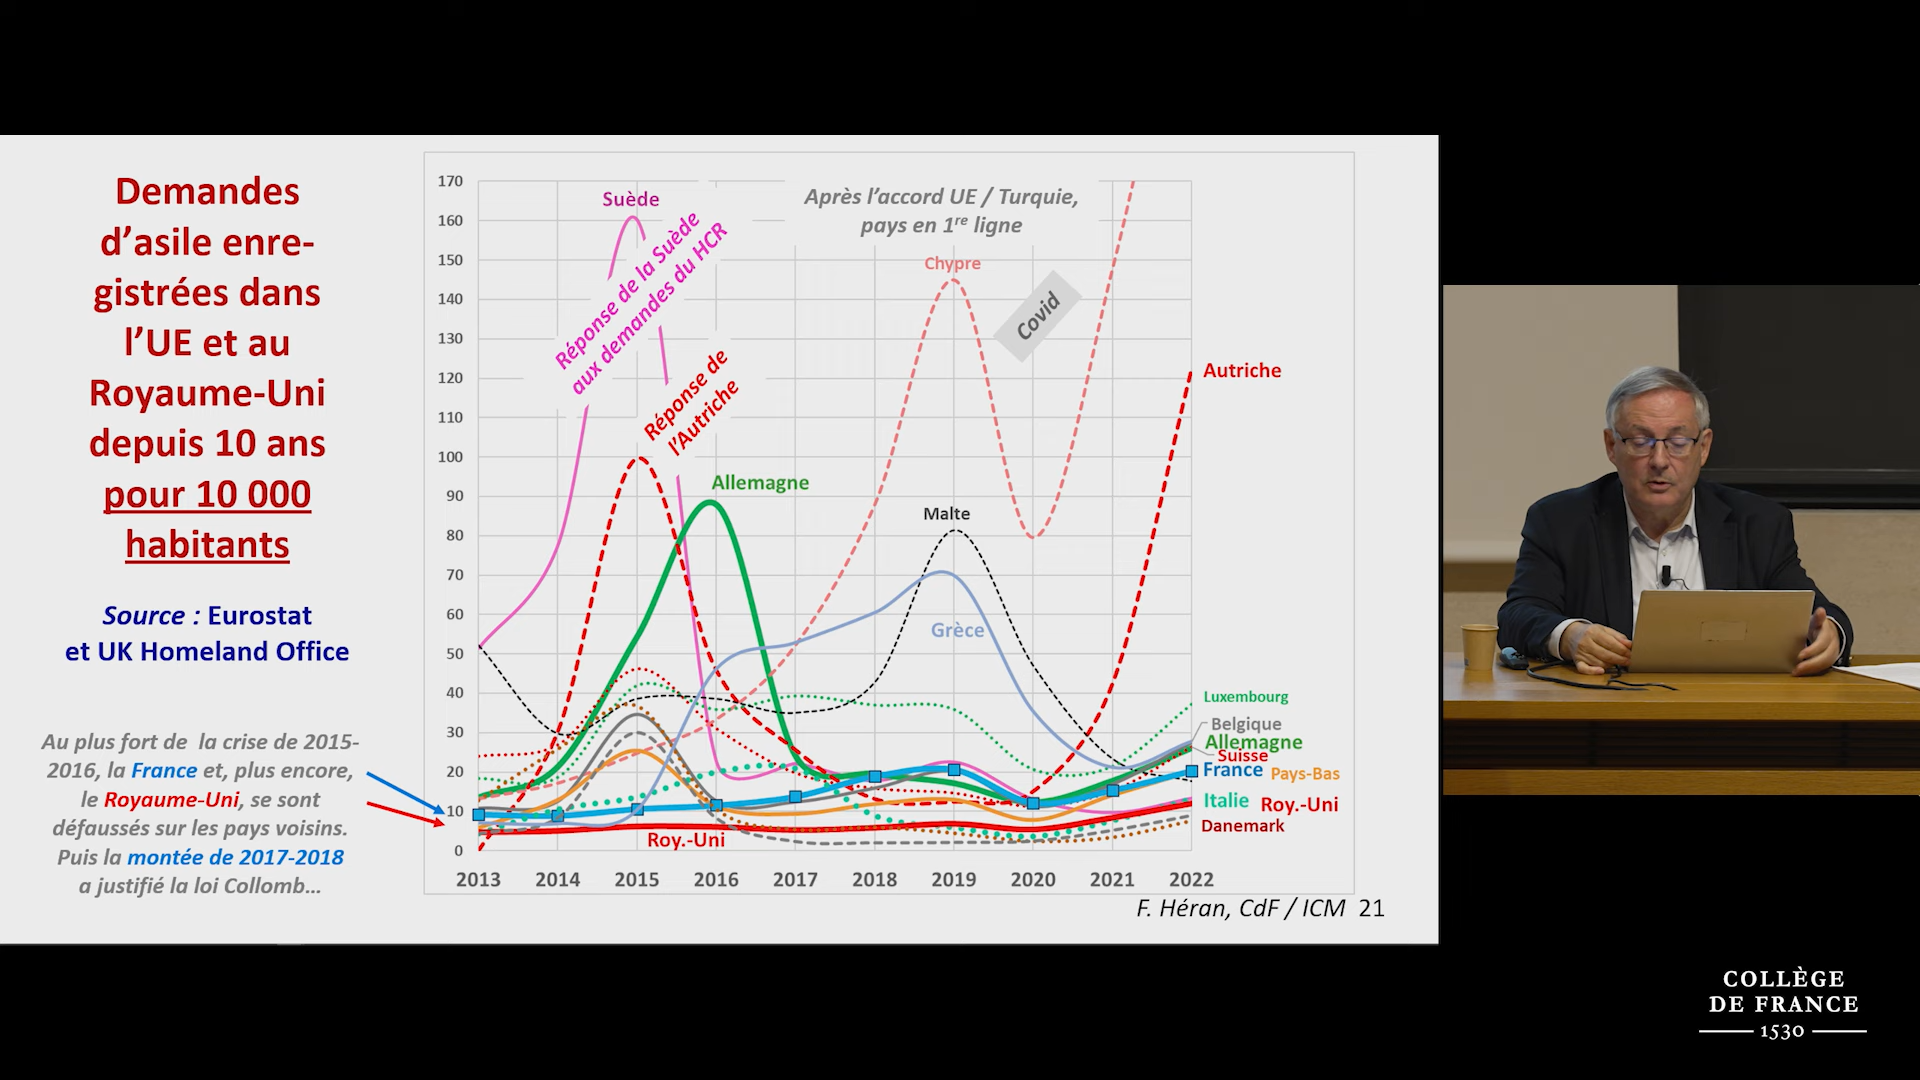 Demandes
d’asile enre-
gistrées dans
l’UE et au
Royaume-Uni
depuis 10 ans
pour 10 000
habitants
Source : Eurostat
et UK Homeland Office
Au plus fort de la crise de 2015-
2016, la France et, plus encore,
le Royaume-Uni, se sont
défaussés sur les pays voisins.
Puis la montée de 2017-2018
a justifié la loi Collomb...
170
160
150
140
130
120
110
100
90
80
70
60
50
40
30
20
10
0
2013 2014 2015 2016 2017 2018 2019 2020 2021 2022
Suède
Réponse de la Suède
aux demandes du HCR
Réponse de
l’Autriche
Allemagne
Après l’accord UE / Turquie,
pays en 1re ligne
Chypre
Covid
Malte
Grèce
Roy.-Uni
Autriche
Luxembourg
Belgique
Allemagne
Suisse
France Pays-Bas
Italie Roy.-Uni
Danemark
F. Héran, CdF / ICM 21
COLLÈGE
DE FRANCE
1530